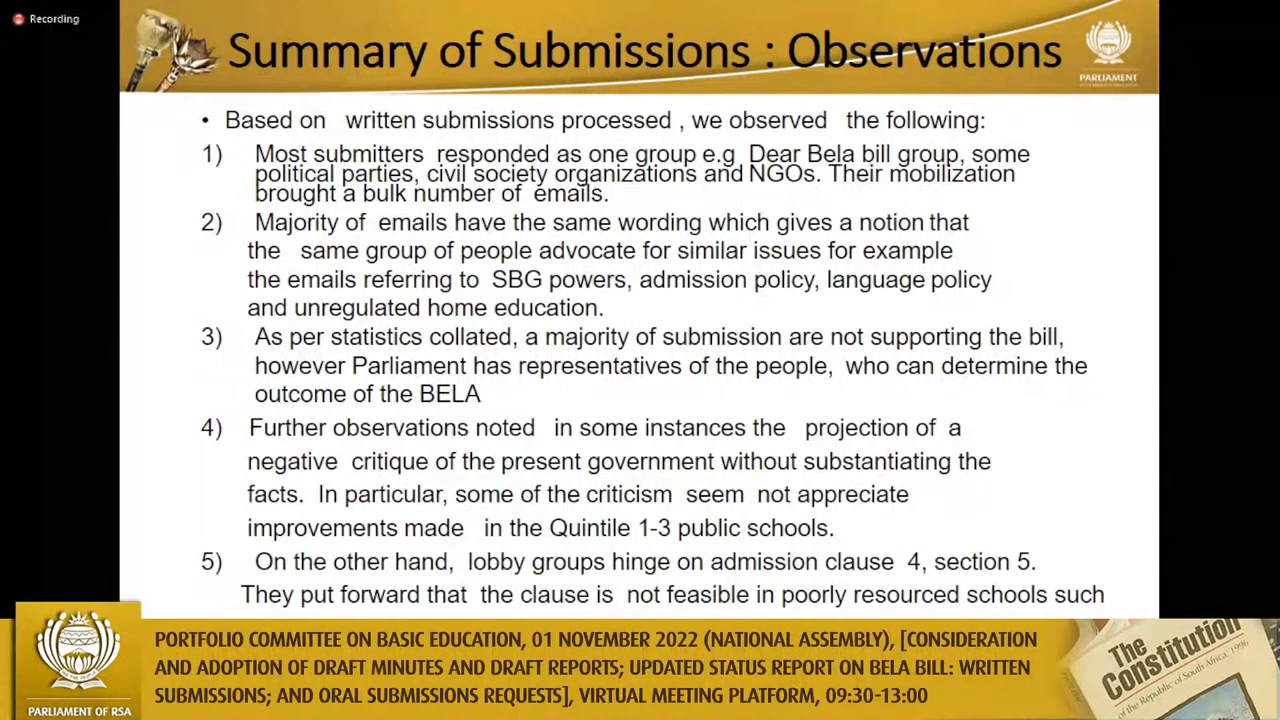 Recording
Summary of Submissions : Observations
PARLIAMENT
• Based on written submissions processed , we observed the following:
1) Most submitters responded as one group e.g Dear Bela bill group, some
political parties, civil society organizations and NGOs. Their mobilization
brought a bulk number of emails.
2) Majority of emails have the same wording which gives a notion that
the same group of people advocate for similar issues for example
the emails referring to SBG powers, admission policy, language policy
and unregulated home education.
3) As per statistics collated, a majority of submission are not supporting the bill,
however Parliament has representatives of the people, who can determine the
outcome of the BELA
4) Further observations noted in some instances the projection of a
negative critique of the present government without substantiating the
facts. In particular, some of the criticism seem not appreciate
improvements made in the Quintile 1-3 public schools.
5) On the other hand, lobby groups hinge on admission clause 4, section 5.
They put forward that the clause is not feasible in poorly resourced schools such
PORTFOLIO COMMITTEE ON BASIC EDUCATION, 01 NOVEMBER 2022 (NATIONAL ASSEMBLY), [CONSIDERATION
AND ADOPTION OF DRAFT MINUTES AND DRAFT REPORTS; UPDATED STATUS REPORT ON BELA BILL: WRITTEN
SUBMISSIONS; AND ORAL SUBMISSIONS REQUESTS], VIRTUAL MEETING PLATFORM, 09:30-13:00
PARLIAMENT OF RSA
The
Constitution
of the Republic of South Africa, 1996